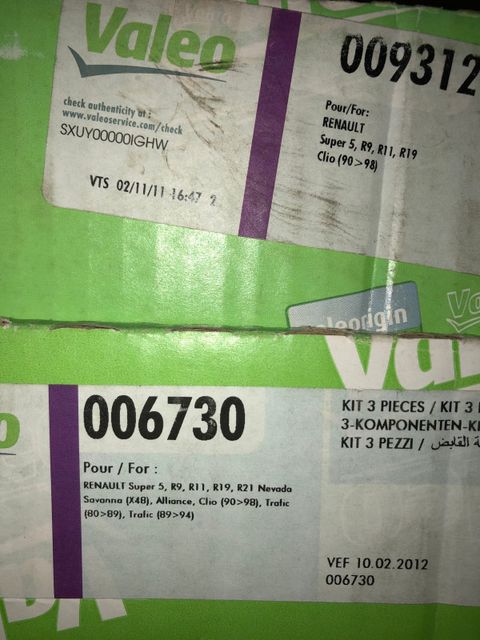 Valeo
009312
check authenticity at :
www.valeoservice.com/check
SXUY00000IGHW
VTS 02/11/11 16:47 2
Pour/For:
RENAULT
Super 5, R9, R11, R19
Clio (90>98)
valeorigin
Valeo
006730
Pour / For :
RENAULT Super 5, R9, R11, R19, R21 Nevada
Savanna (X48), Alliance, Clio (90>98), Trafic
(80>89), Trafic (89>94)
KIT 3 PIECES / KIT 3
3-KOMPONENTEN-K
KIT 3 PEZZI / القابض
VEF 10.02.2012
006730